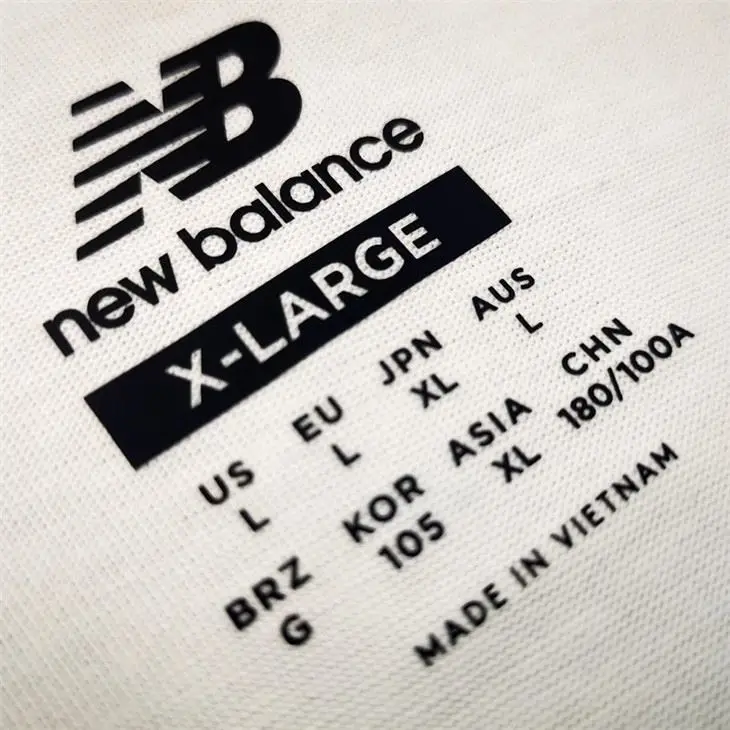 NB
new balance
X-LARGE
US EU JPN AUS
L L XL L
BRZ KOR ASIA CHN
G 105 XL 180/100A
MADE IN VIETNAM